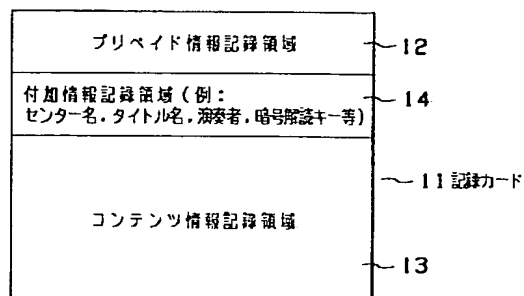 プリペイド情報記録領域
12
付加情報記録領域(例:
センター名,タイトル名,演奏者,暗号解読キー等)
14
11 記録カード
コンテンツ情報記録領域
13